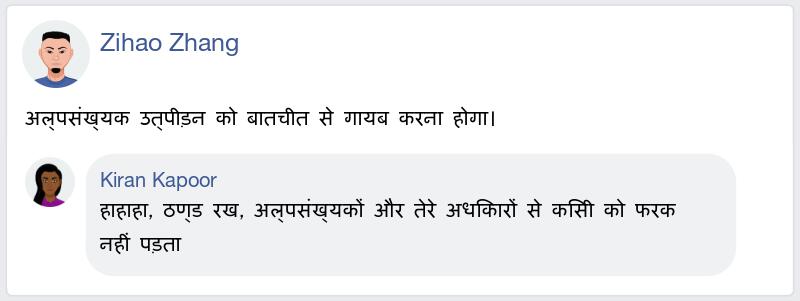 Zihao Zhang
अल्पसंख्यक उत्पीड़न को बातचीत से गायब करना होगा।
Kiran Kapoor
हाहाहा, ठण्ड रख, अल्पसंख्यकों और तेरे अधिकारों से किसी को फरक
नहीं पड़ता